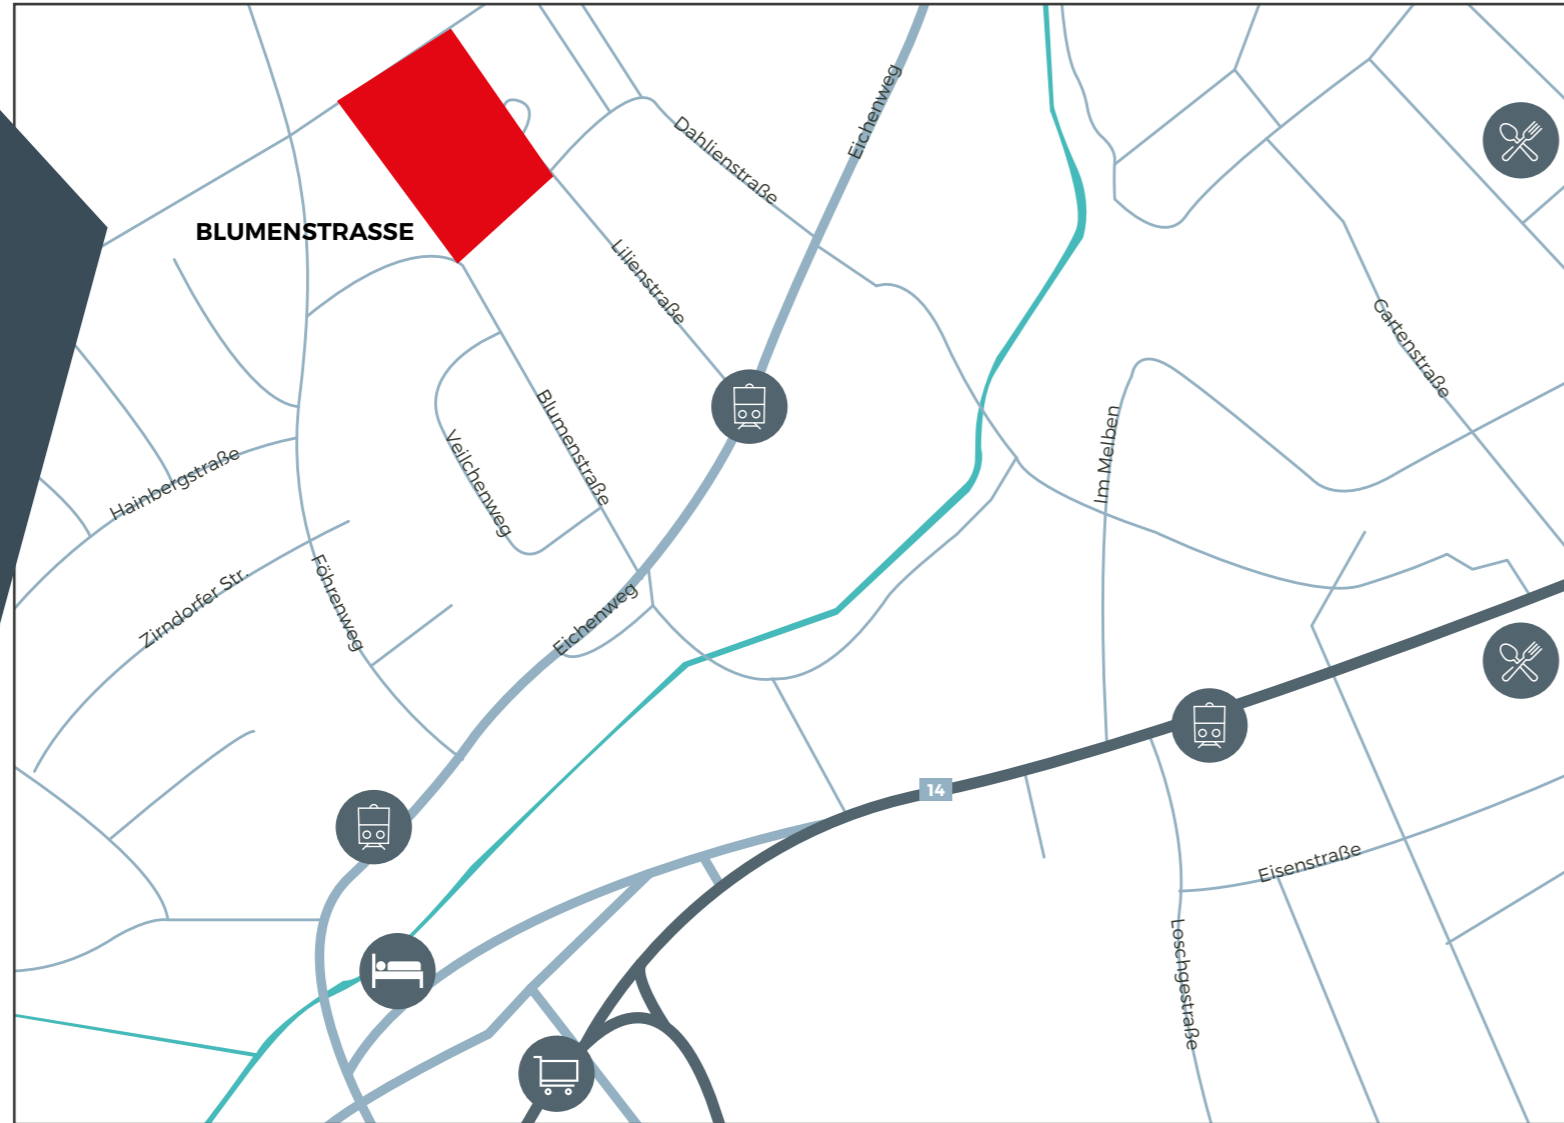 Eichenweg
Dahlienstraße
BLUMENSTRASSE
Lilienstraße
Gartenstraße
Blumenstraße
Im Melben
Veilchenweg
Hainbergstraße
Föhrenweg
Zirndorfer Str.
Eichenweg
14
Eisenstraße
Loschgestraße